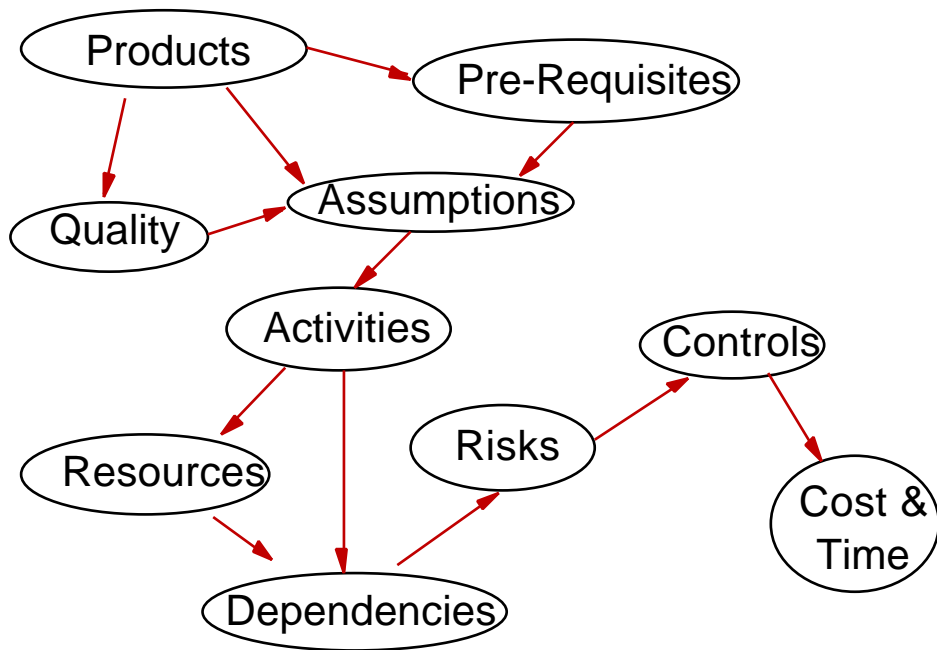 Products
Pre-Requisites
Assumptions
Quality
Activities
Controls
Risks
Resources
Cost &
Time
Dependencies